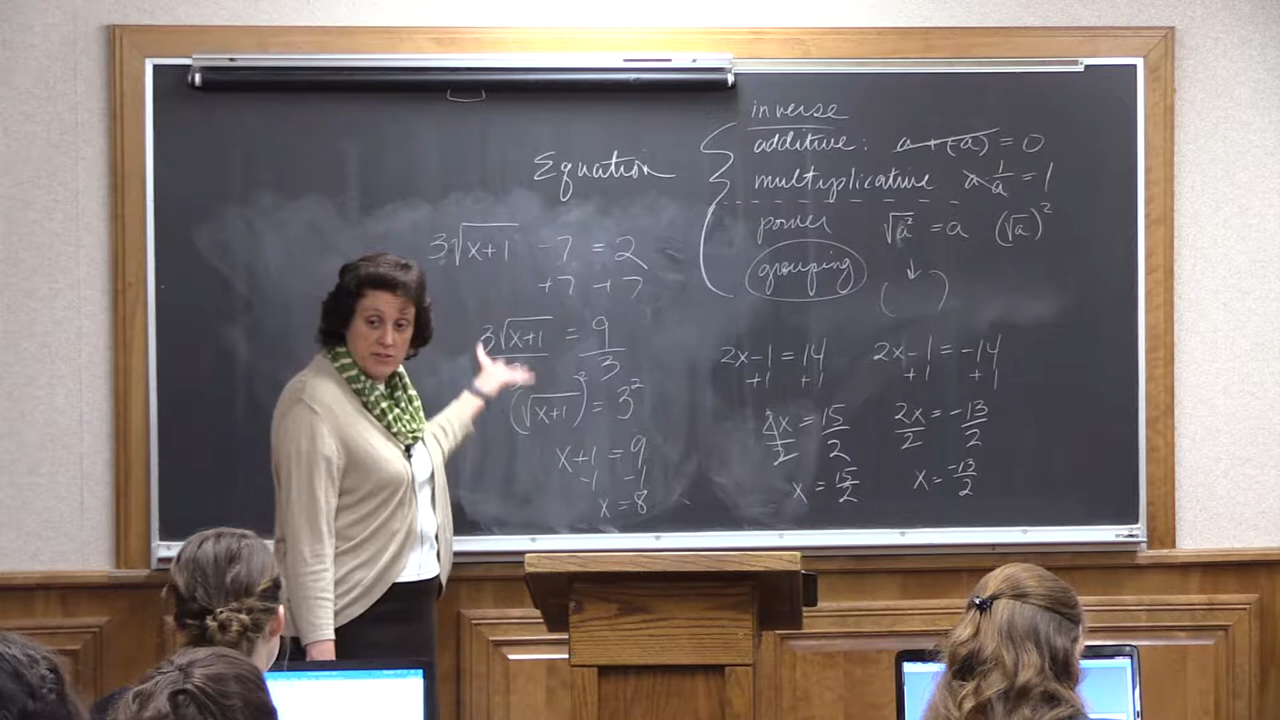 Equation
3√(x+1) -7 = 2
+7 +7
3√(x+1) = 9
3
(√(x+1))² = 3²
x+1 = 9
-1 -1
x = 8
inverse
additive: a+(-a) = 0
multiplicative a·1/a = 1
power √a² = a (√a)²
grouping ↓ ( )
2x-1 = 14
+1 +1
2x/2 = 15/2
x = 15/2
2x-1 = -14
+1 +1
2x/2 = -13/2
x = -13/2